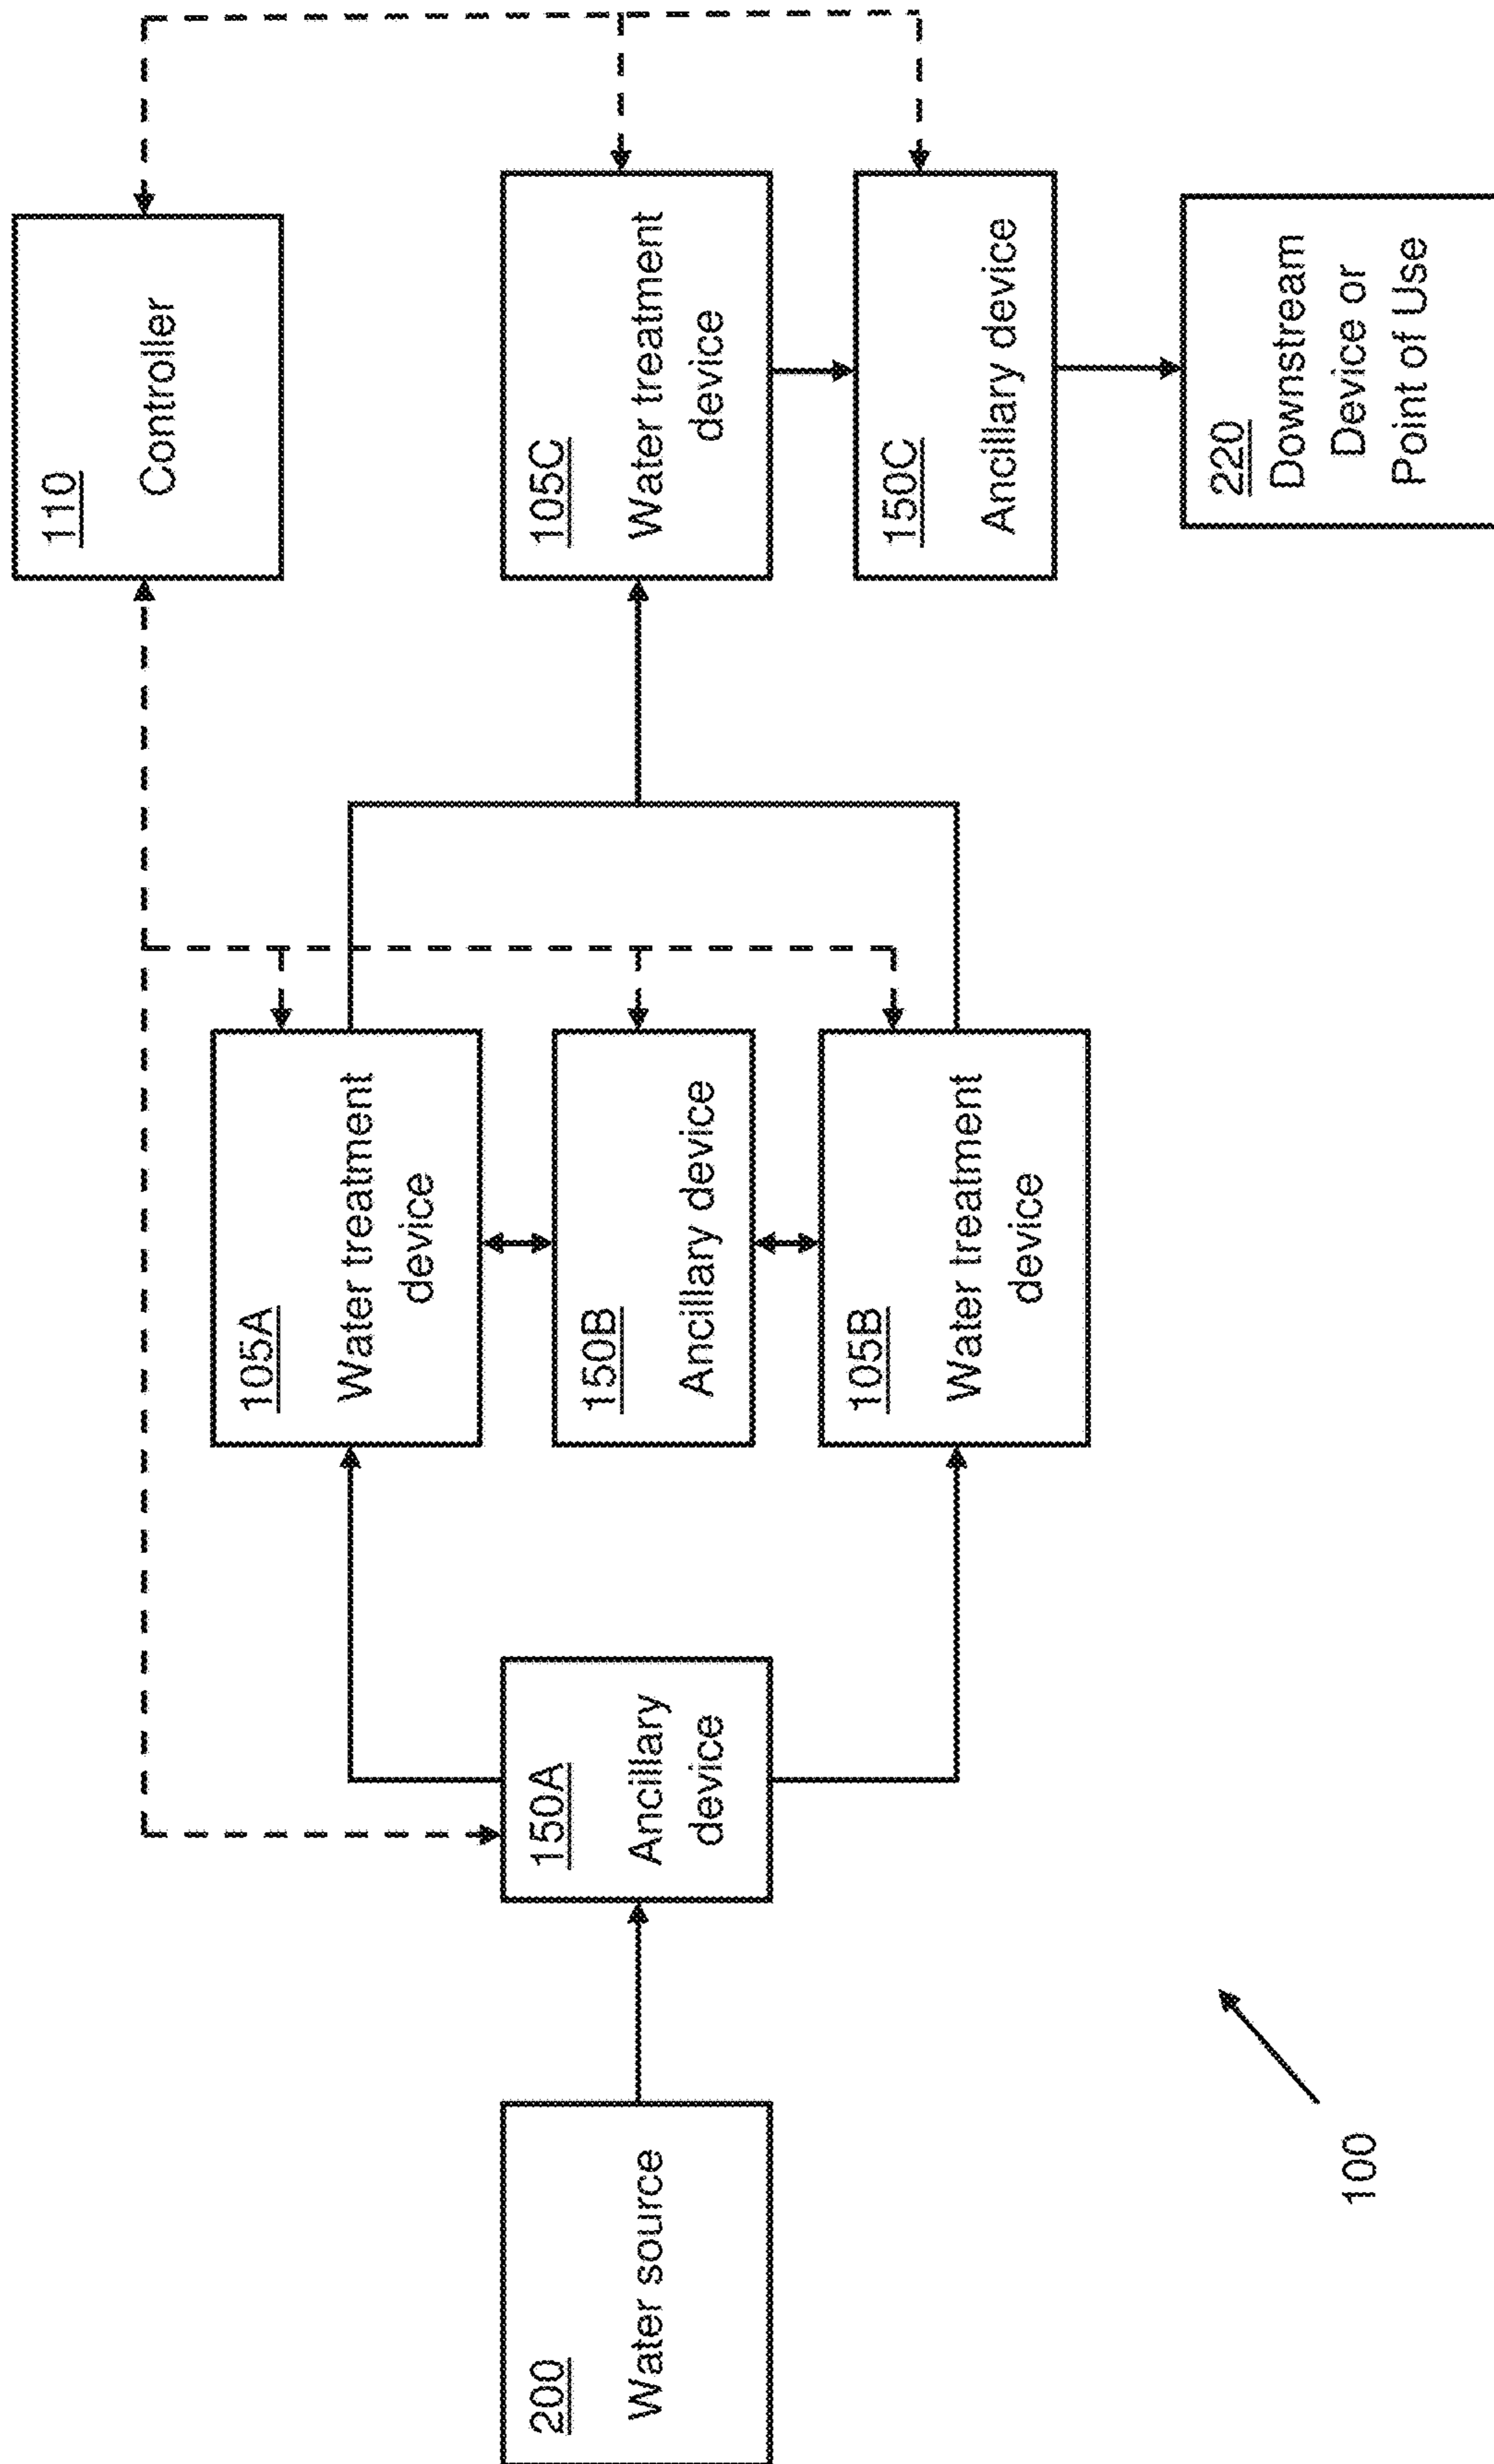 110
Controller
105A
Water treatment
device
200
Water source
150A
Ancillary
device
150B
Ancillary device
105C
Water treatment
device
105B
Water treatment
device
150C
Ancillary device
220
Downstream
Device or
Point of Use
100